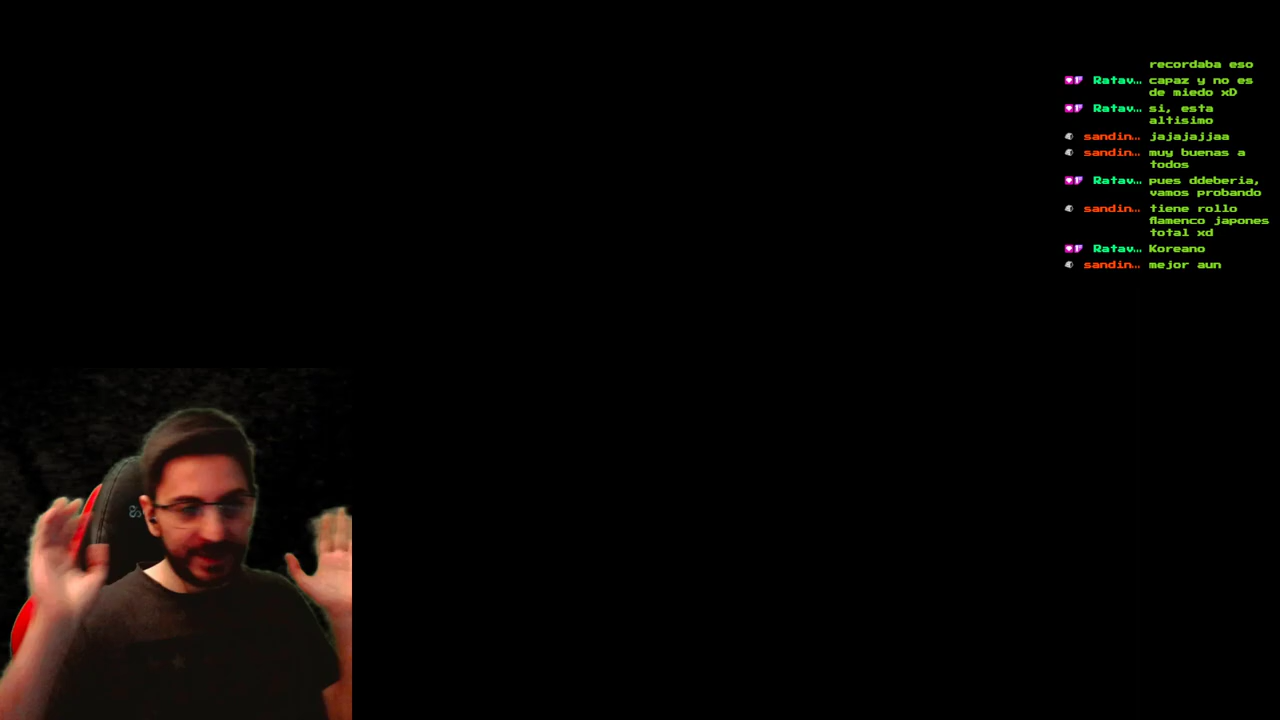 recordaba eso
Ratav... capaz y no es
de miedo xD
Ratav... si, esta
altisimo
sandin... jajajajjaa
sandin... muy buenas a
todos
Ratav... pues ddeberia,
vamos probando
sandin... tiene rollo
flamenco japones
total xd
Ratav... Koreano
sandin... mejor aun